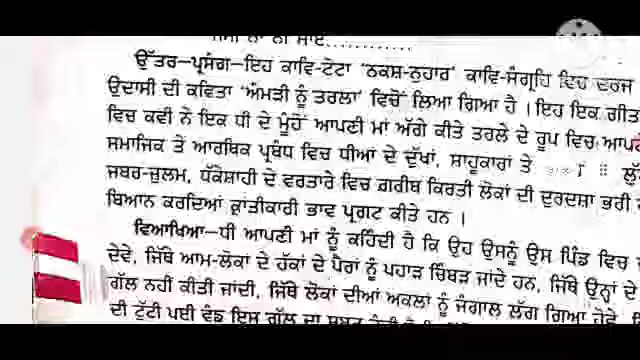 ਉੱਤਰ—ਪ੍ਰਸੰਗ—ਇਹ ਕਾਵਿ-ਟੋਟਾ 'ਨਕਸ਼-ਨੁਹਾਰ' ਕਾਵਿ-ਸੰਗ੍ਰਹਿ ਵਿਚ ਦਰਜ
ਉਦਾਸੀ ਦੀ ਕਵਿਤਾ 'ਅੰਮੜੀ ਨੂੰ ਤਰਲਾ' ਵਿਚੋਂ ਲਿਆ ਗਿਆ ਹੈ । ਇਹ ਇਕ ਗੀਤ
ਵਿਚ ਕਵੀ ਨੇ ਇਕ ਧੀ ਦੇ ਮੂੰਹੋਂ ਆਪਣੀ ਮਾਂ ਅੱਗੇ ਕੀਤੇ ਤਰਲੇ ਦੇ ਰੂਪ ਵਿਚ
ਸਮਾਜਿਕ ਤੇ ਆਰਥਿਕ ਪ੍ਰਬੰਧ ਵਿਚ ਧੀਆਂ ਦੇ ਦੁੱਖਾਂ, ਸ਼ਾਹੂਕਾਰਾਂ ਤੇ
ਜਬਰ-ਜ਼ੁਲਮ, ਧੱਕੇਸ਼ਾਹੀ ਦੇ ਵਰਤਾਰੇ ਵਿਚ ਗ਼ਰੀਬ ਕਿਰਤੀ ਲੋਕਾਂ ਦੀ ਦੁਰਦਸ਼ਾ ਭਰੀ
ਬਿਆਨ ਕਰਦਿਆਂ ਕ੍ਰਾਂਤੀਕਾਰੀ ਭਾਵ ਪ੍ਰਗਟ ਕੀਤੇ ਹਨ ।
ਵਿਆਖਿਆ—ਧੀ ਆਪਣੀ ਮਾਂ ਨੂੰ ਕਹਿੰਦੀ ਹੈ ਕਿ ਉਹ ਉਸਨੂੰ ਉਸ ਪਿੰਡ ਵਿਚ
ਦੇਵੇ, ਜਿੱਥੇ ਆਮ-ਲੋਕਾਂ ਦੇ ਹੱਕਾਂ ਦੇ ਪੈਰਾਂ ਨੂੰ ਪਹਾੜ ਚਿੰਬੜ ਜਾਂਦੇ ਹਨ, ਜਿੱਥੇ ਉਨ੍ਹਾਂ ਦੇ
ਗੱਲ ਨਹੀਂ ਕੀਤੀ ਜਾਂਦੀ, ਜਿੱਥੇ ਲੋਕਾਂ ਦੀਆਂ ਅਕਲਾਂ ਨੂੰ ਜੰਗਾਲ ਲੱਗ ਗਿਆ ਹੋਵੇ
ਦੀ ਟੁੱਟੀ ਪਈ ਵੰਡ ਇਸ ਗੱਲ ਦਾ